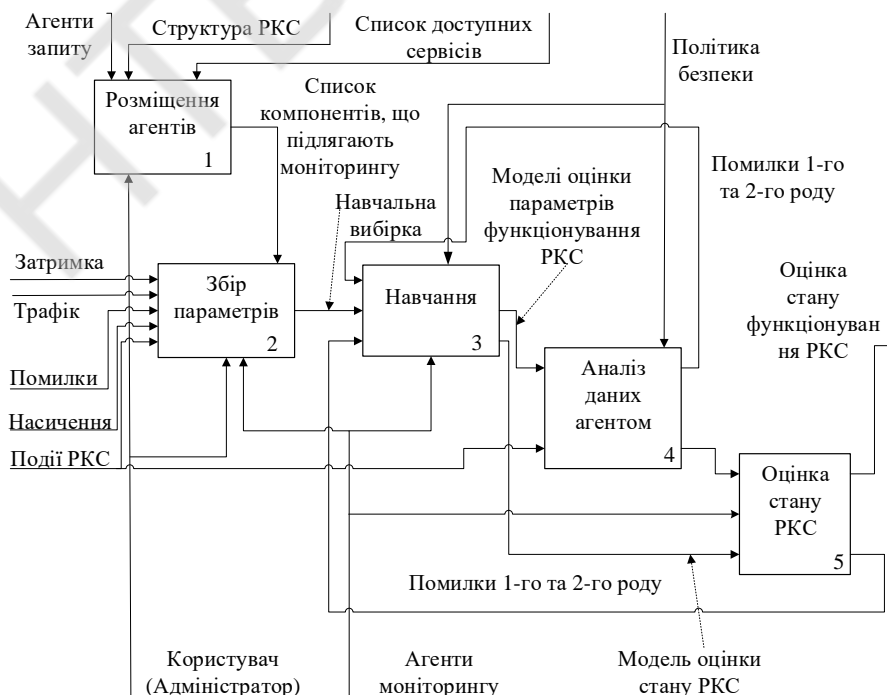 Агенти
запиту
Структура РКС
Список доступних
сервісів
Політика
безпеки
Розміщення
агентів
1
Список
компонентів, що
підлягають
моніторингу
Помилки 1-го
та 2-го роду
Моделі оцінки
параметрів
функціонування
РКС
Навчальна
вибірка
Затримка
Трафік
Помилки
Насичення
Події РКС
Збір
параметрів
2
Навчання
3
Оцінка
стану
функціонуван
ня РКС
Аналіз
даних
агентом
4
Оцінка
стану
РКС
5
Помилки 1-го та 2-го роду
Користувач
(Адміністратор)
Агенти
моніторингу
Модель оцінки
стану РКС